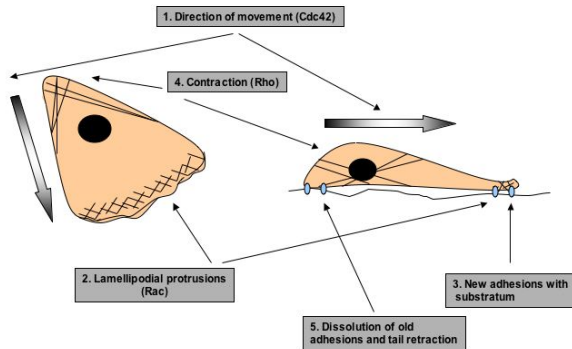 1. Direction of movement (Cdc42)
4. Contraction (Rho)
2. Lamellipodial protrusions
(Rac)
3. New adhesions with
substratum
5. Dissolution of old
adhesions and tail retraction